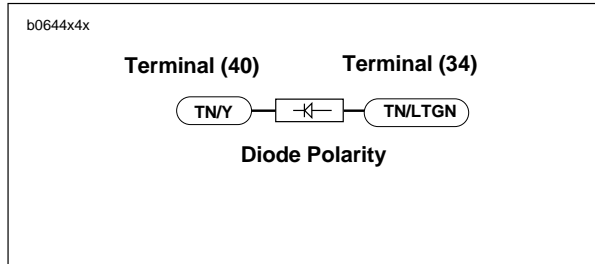 b0644x4x
Terminal (40) Terminal (34)
TN/Y TN/LTGN
Diode Polarity